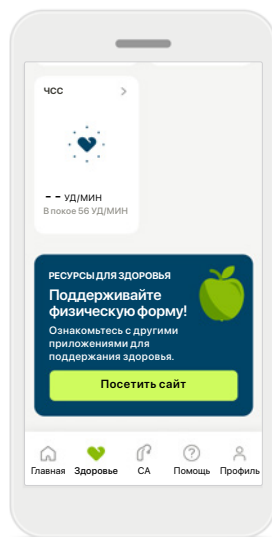 ЧСС
-- УД/МИН
В покое 56 УД/МИН
РЕСУРСЫ ДЛЯ ЗДОРОВЬЯ
Поддерживайте
физическую форму!
Ознакомьтесь с другими
приложениями для
поддержания здоровья.
Посетить сайт
Главная Здоровье СА Помощь Профиль